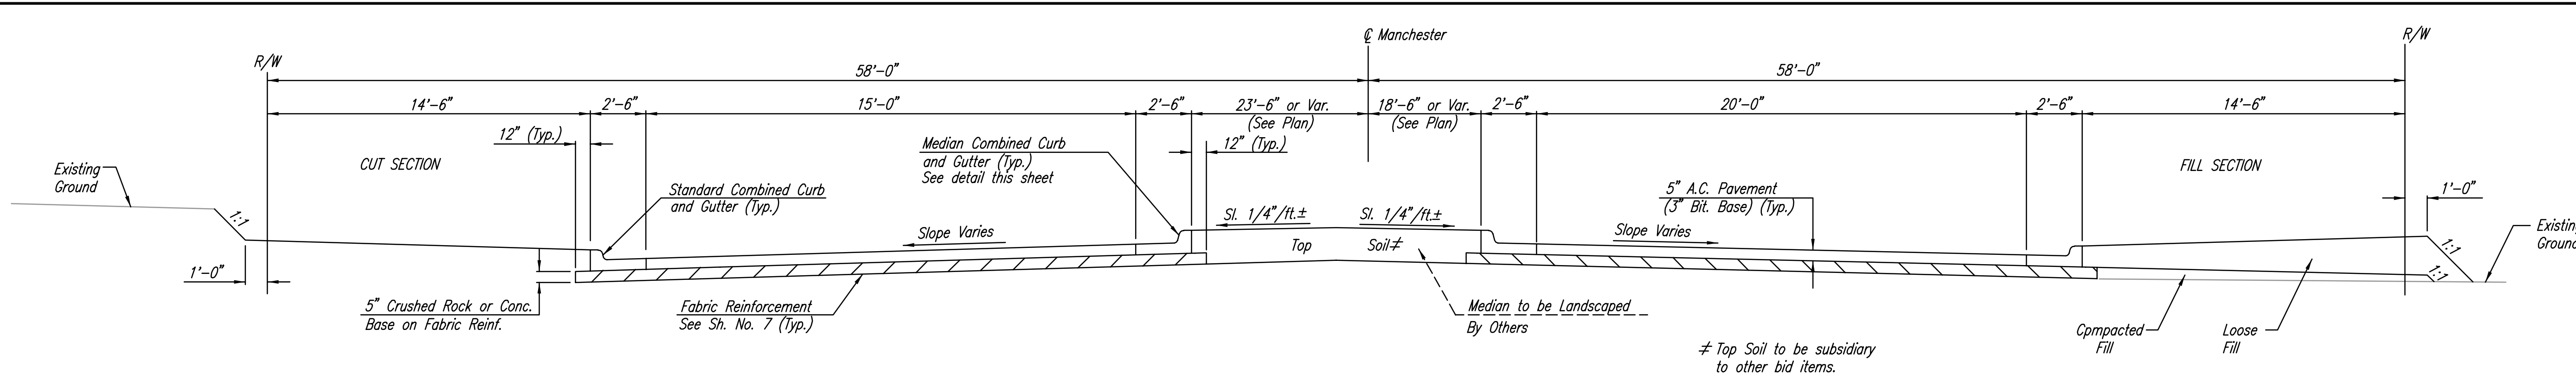 ℄ Manchester
R/W
R/W
58'-0"
58'-0"
14'-6"
2'-6"
15'-0"
2'-6"
23'-6" or Var.
(See Plan)
18'-6" or Var.
(See Plan)
2'-6"
20'-0"
2'-6"
14'-6"
12" (Typ.)
12" (Typ.)
Existing
Ground
CUT SECTION
1:1
1'-0"
Standard Combined Curb
and Gutter (Typ.)
Median Combined Curb
and Gutter (Typ.)
See detail this sheet
Slope Varies
Sl. 1/4"/ft.±
Sl. 1/4"/ft.±
Top Soil≠
5" A.C. Pavement
(3" Bit. Base) (Typ.)
Slope Varies
FILL SECTION
1'-0"
1:1
1:1
Existing
Ground
5" Crushed Rock or Conc.
Base on Fabric Reinf.
Fabric Reinforcement
See Sh. No. 7 (Typ.)
Median to be Landscaped
By Others
≠ Top Soil to be subsidiary
to other bid items.
Cpmpacted
Fill
Loose
Fill